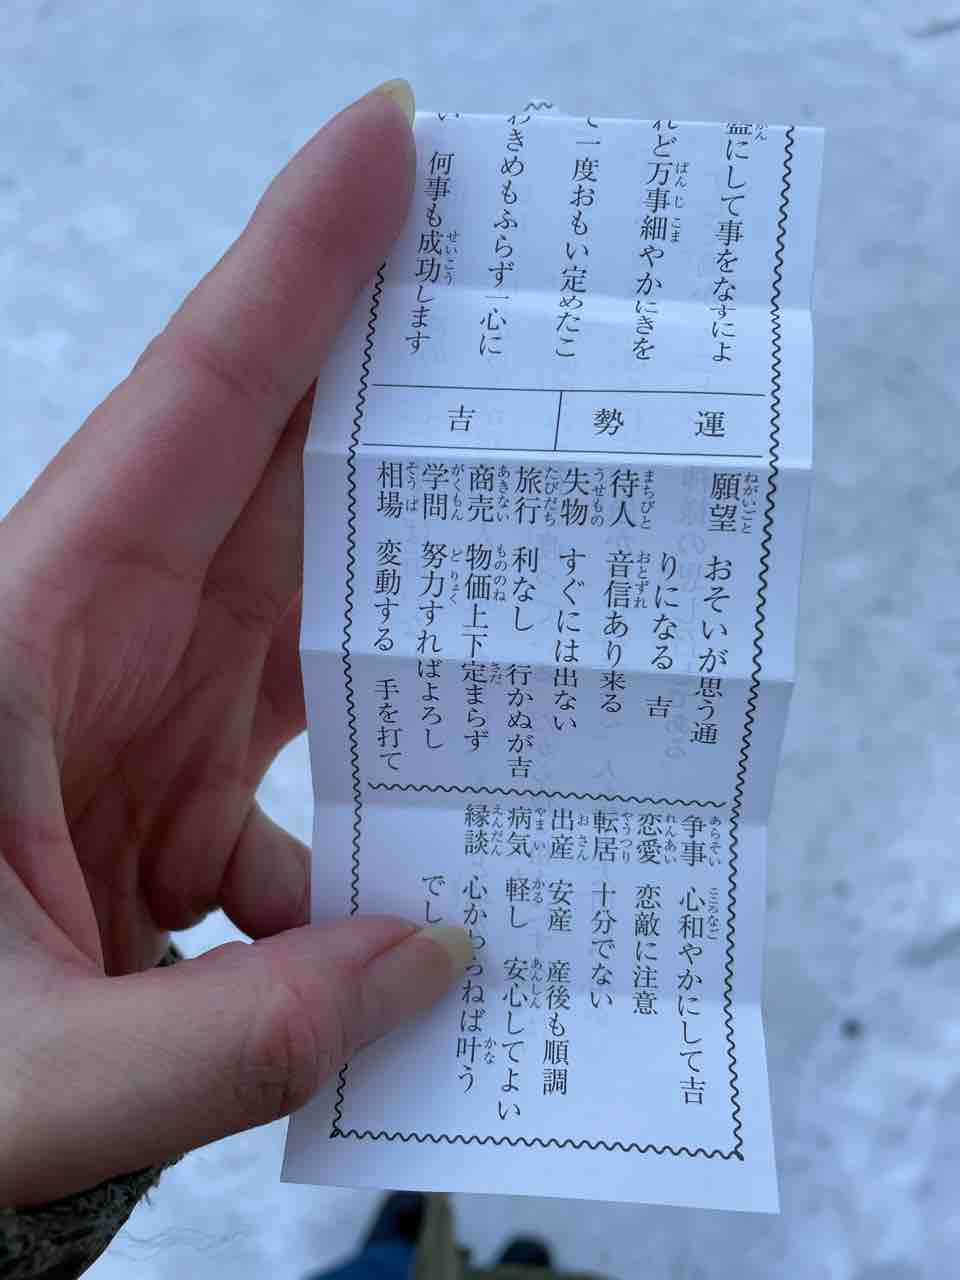 にして事をなすによ
れど万事細やかにきを
て一度おもい定めたこ
わきめもふらず一心に
い 何事も成功します
運勢 吉
願望 おそいが思う通
りになる 吉
待人 音信あり来る
失物 すぐには出ない
旅行 利なし 行かぬが吉
商売 物価上下定まらず
学問 努力すればよろし
相場 変動する 手を打て
争事 心和やかにして吉
恋愛 恋敵に注意
転居 十分でない
出産 安産 産後も順調
病気 軽し 安心してよい
縁談 心かわらねば叶う
でし